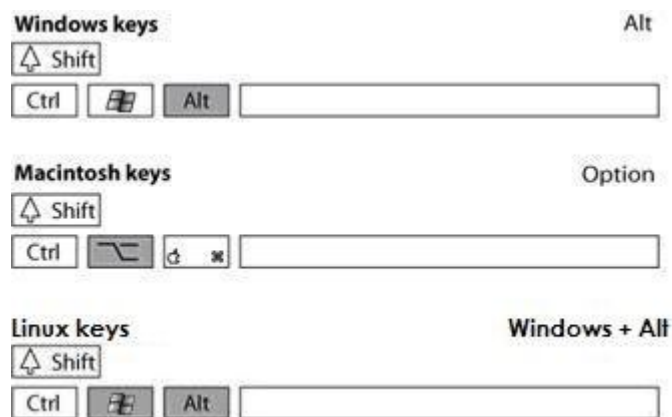 Windows keys Alt
Shift
Ctrl Alt
Macintosh keys Option
Shift
Ctrl ⌥ ⌘
Linux keys Windows + Alt
Shift
Ctrl Alt